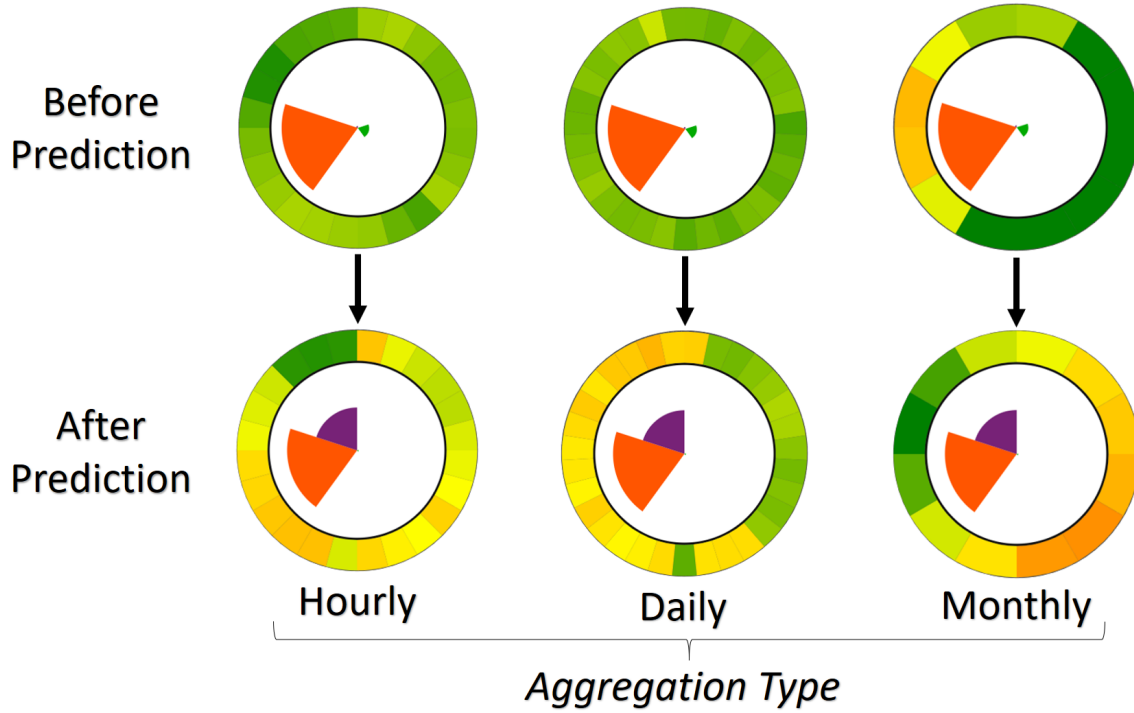 Before
Prediction
After
Prediction
Hourly
Daily
Monthly
Aggregation Type